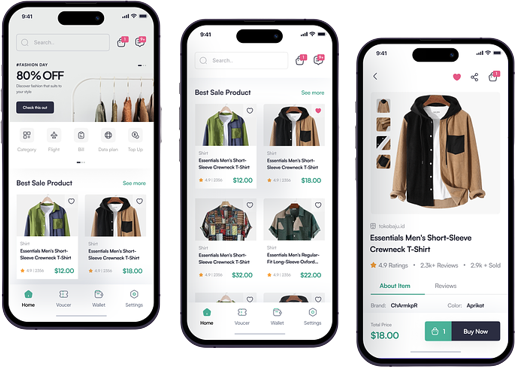 9:41
Search..
#FASHION DAY
80% OFF
Discover fashion that suits to
your style
Check this out
Category
Flight
Bill
Data plan
Top Up
Best Sale Product
See more
Shirt
Essentials Men's Short-
Sleeve Crewneck T-Shirt
4.9 | 2356
$12.00
Shirt
Essentials Men's Short-
Sleeve Crewneck T-Shirt
4.9 | 2356
$18.00
Home
Voucer
Wallet
Settings
9:41
Search..
Best Sale Product
See more
Shirt
Essentials Men's Short-
Sleeve Crewneck T-Shirt
4.9 | 2356
$12.00
Shirt
Essentials Men's Short-
Sleeve Crewneck T-Shirt
4.9 | 2356
$18.00
Shirt
Essentials Men's Short-
Sleeve Crewneck T-Shirt
4.9 | 2356
$32.00
Shirt
Essentials Men's Regular-
Fit Long-Sleeve Oxford...
4.9 | 2356
$22.00
Home
Voucer
Wallet
Settings
9:41
1
tokobaju.id
Essentials Men's Short-Sleeve
Crewneck T-Shirt
4.9 Ratings • 2.3k+ Reviews • 2.9k+ Sold
About Item
Reviews
Brand: ChArmkpR
Color: Aprikot
Total Price
$18.00
1
Buy Now